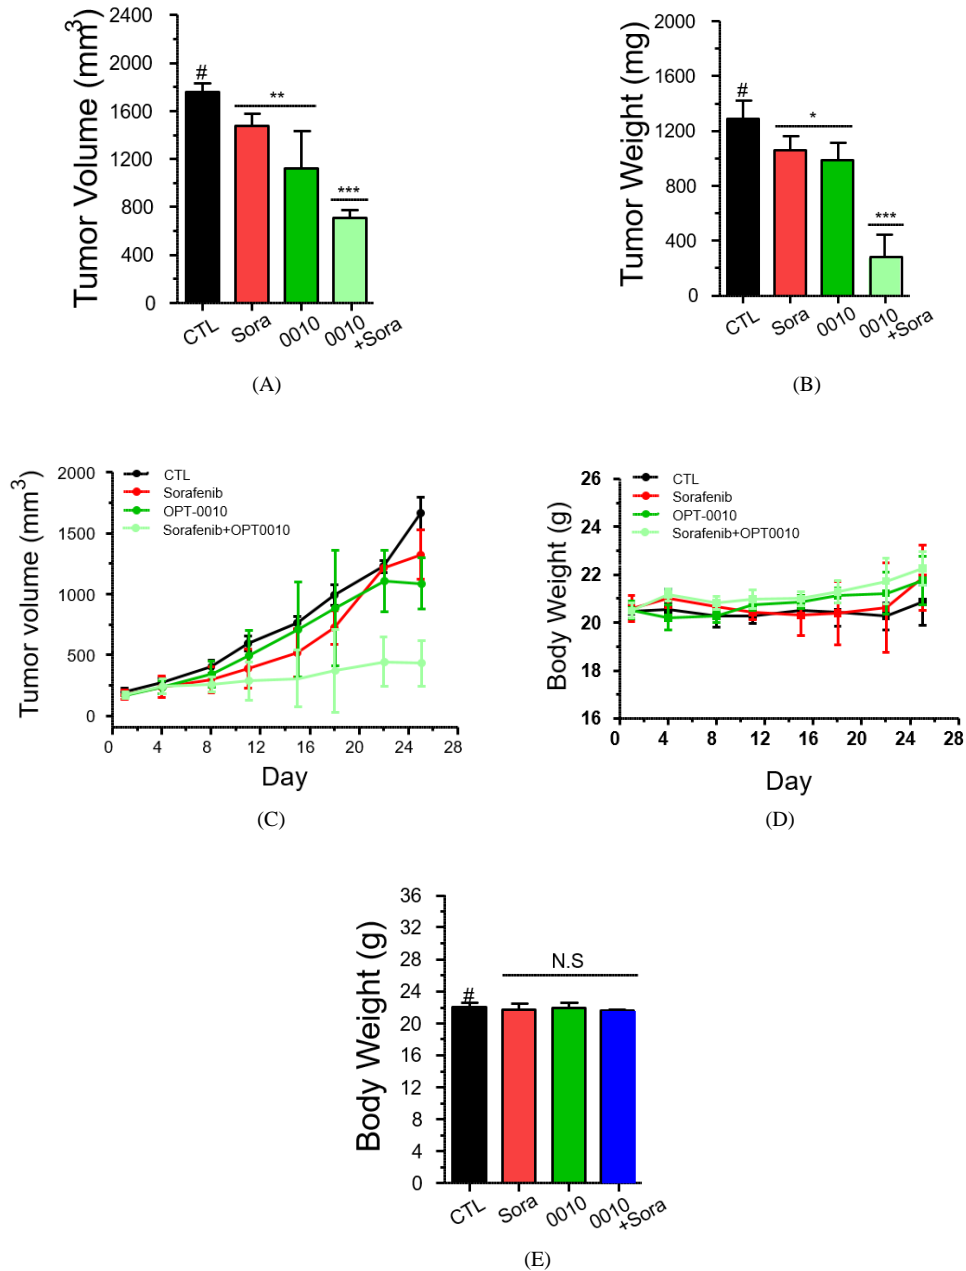 Tumor Volume (mm3)
2400
2000
1600
1200
800
400
0
#
**
***
CTL
Sora
0010
0010
+Sora
(A)
Tumor Weight (mg)
2000
1600
1200
800
400
0
#
*
***
CTL
Sora
0010
0010
+Sora
(B)
Tumor volume (mm3)
2000
1500
1000
500
0
CTL
Sorafenib
OPT-0010
Sorafenib+OPT0010
0 4 8 12 16 20 24 28
Day
(C)
Body Weight (g)
26
24
22
20
18
16
CTL
Sorafenib
OPT-0010
Sorafenib+OPT0010
0 4 8 12 16 20 24 28
Day
(D)
Body Weight (g)
36
32
28
24
20
16
12
8
4
0
#
N.S
CTL
Sora
0010
0010
+Sora
(E)